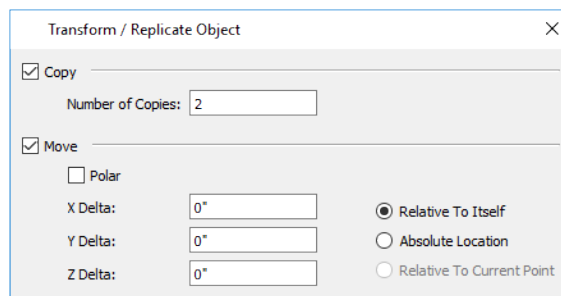 Transform / Replicate Object
Copy
Number of Copies: 2
Move
Polar
X Delta: 0" Relative To Itself
Y Delta: 0" Absolute Location
Z Delta: 0" Relative To Current Point